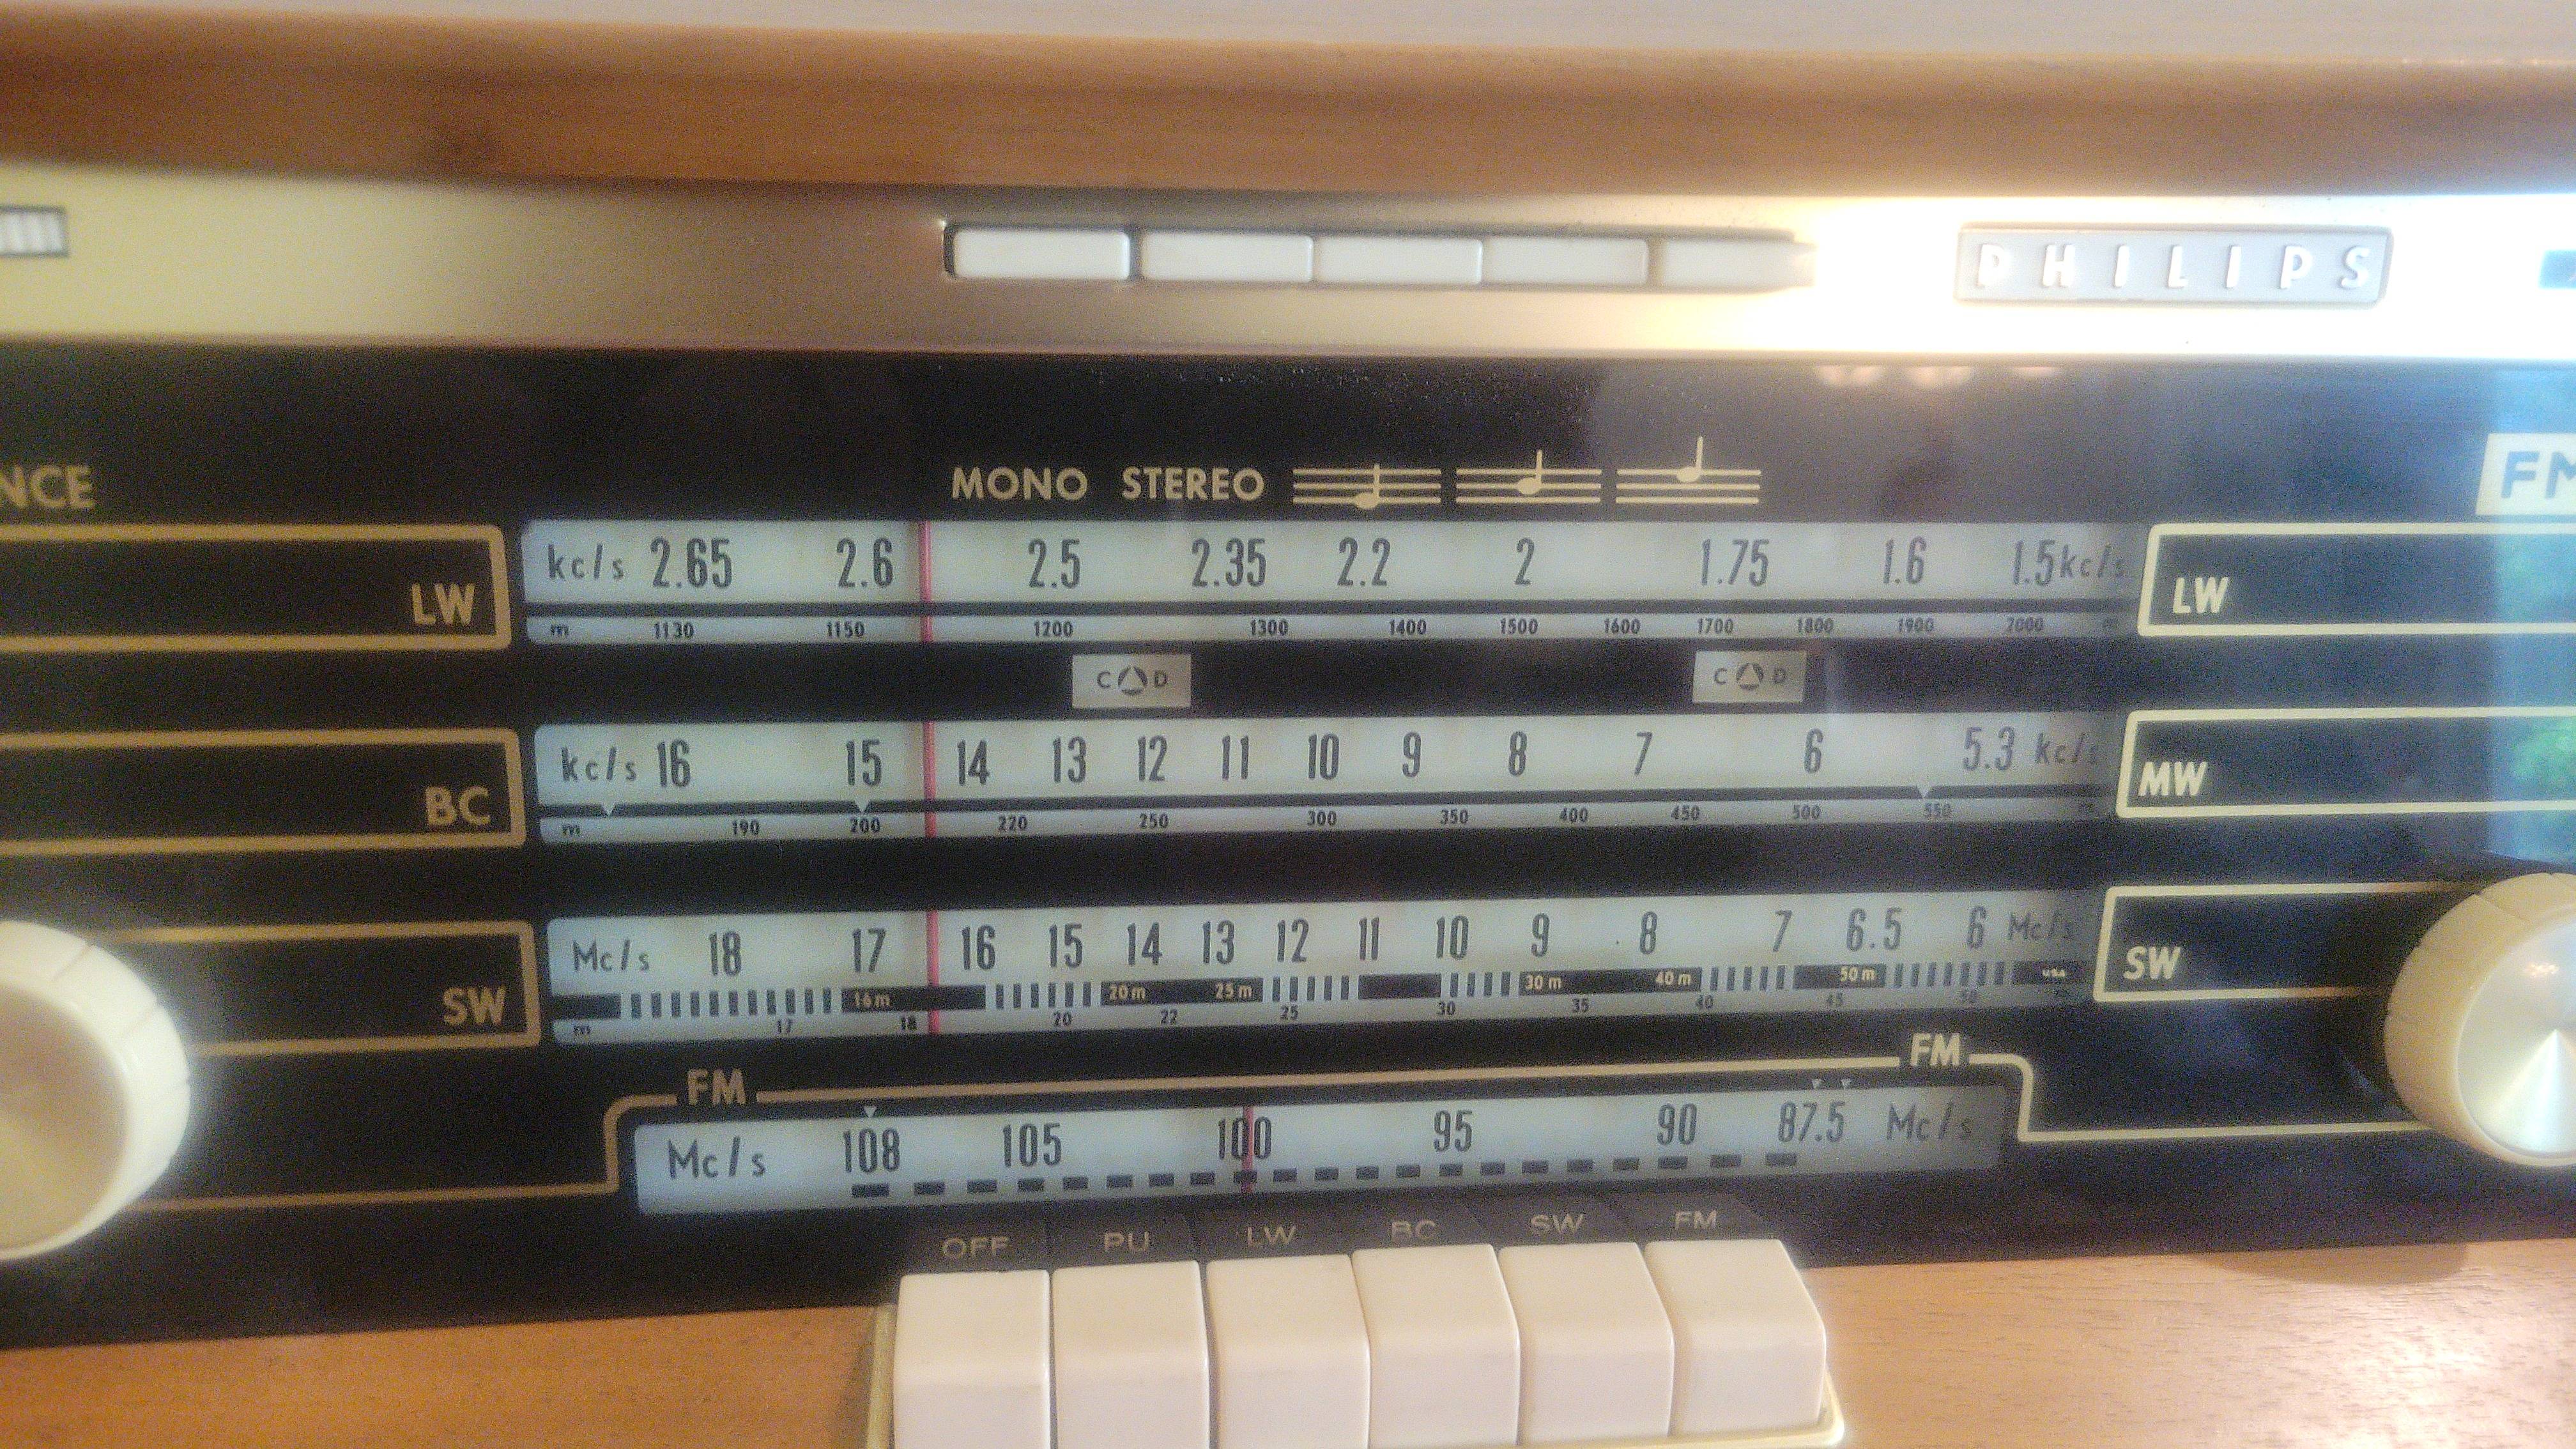 PHILIPS
NCE
MONO STEREO
FM
LW
kc/s 2.65 2.6 2.5 2.35 2.2 2 1.75 1.6 1.5 kc/s
m 1130 1150 1200 1300 1400 1500 1600 1700 1800 1900 2000 m
LW
C D C D
BC
kc/s 16 15 14 13 12 11 10 9 8 7 6 5.3 kc/s
m 190 200 220 250 300 350 400 450 500 550 m
MW
SW
Mc/s 18 17 16 15 14 13 12 11 10 9 8 7 6.5 6 Mc/s
16 m 20 m 25 m 30 m 40 m 50 m
m 17 18 20 22 25 30 35 40 45 50 m
SW
FM FM
Mc/s 108 105 100 95 90 87.5 Mc/s
OFF PU LW BC SW FM